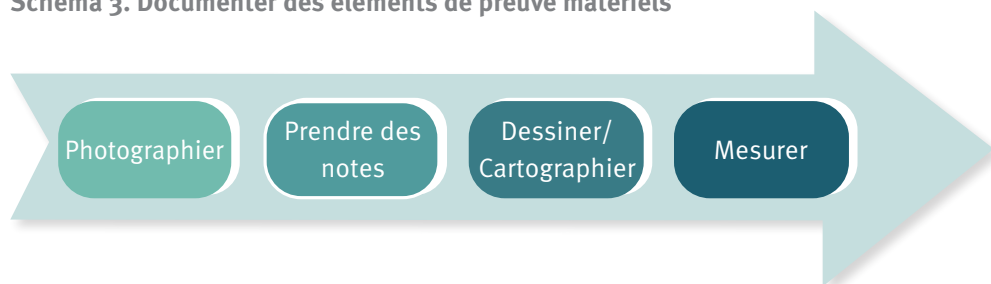 Schéma 3. Documenter des éléments de preuve matériels
Photographier
Prendre des
notes
Dessiner/
Cartographier
Mesurer